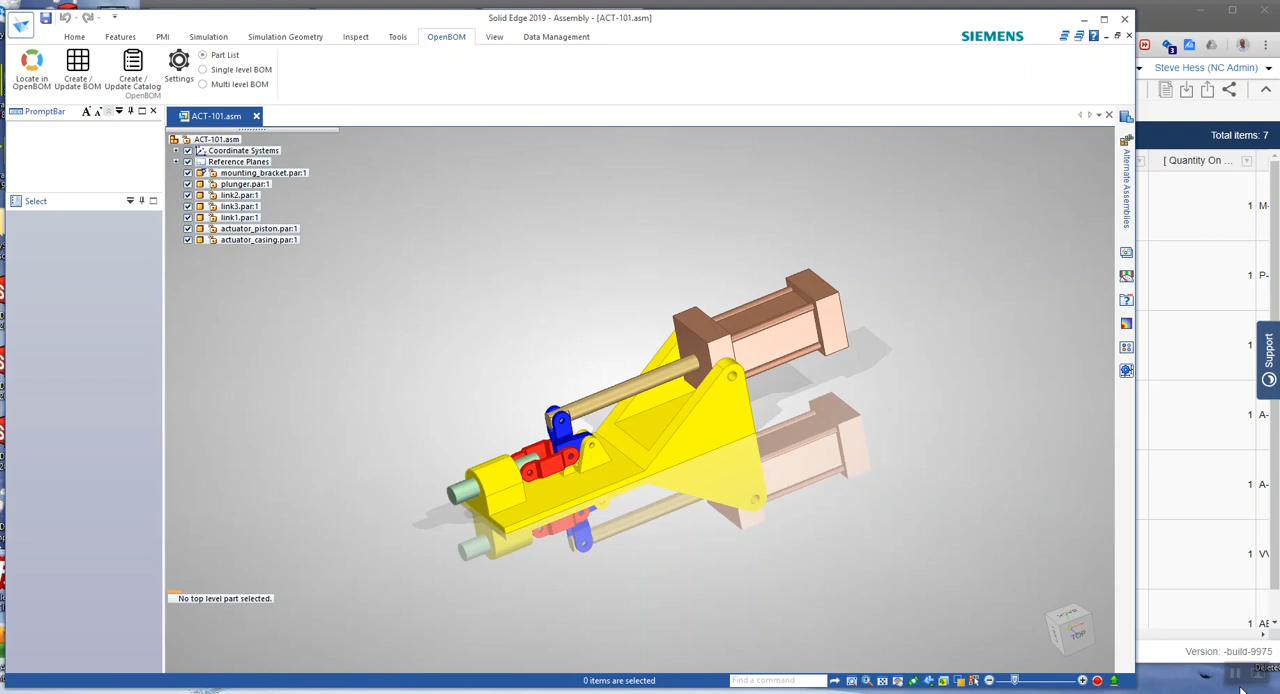 Solid Edge 2019 - Assembly - [ACT-101.asm]
Home Features PMI Simulation Simulation Geometry Inspect Tools OpenBOM View Data Management
SIEMENS
Steve Hess (NC Admin)
Locate in OpenBOM
Create / Update BOM
Create / Update Catalog
Settings
Part List
Single level BOM
Multi level BOM
OpenBOM
PromptBar
ACT-101.asm
Total items: 7
ACT-101.asm
Coordinate Systems
Reference Planes
mounting_bracket.par:1
plunger.par:1
link2.par:1
link3.par:1
link1.par:1
actuator_piston.par:1
actuator_casing.par:1
Select
Alternate Assemblies
[ Quantity On ...
1 M-
1 P-
1
1 A-
1 A-
1 V
1
Support
No top level part selected.
TOP
Version: -build-9975
0 items are selected
Find a command